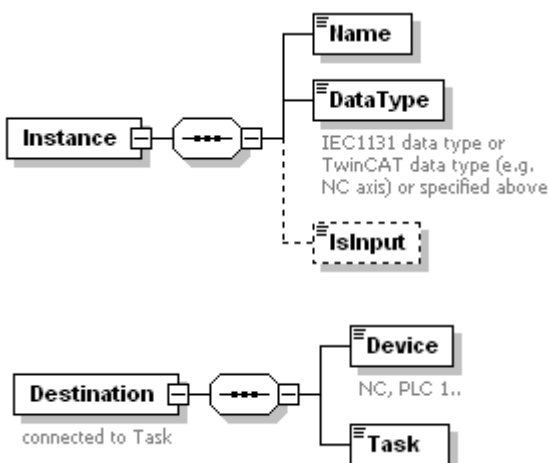 Name
DataType
IEC1131 data type or
TwinCAT data type (e.g.
NC axis) or specified above
Instance
IsInput
Device
NC, PLC 1..
Destination
connected to Task
Task